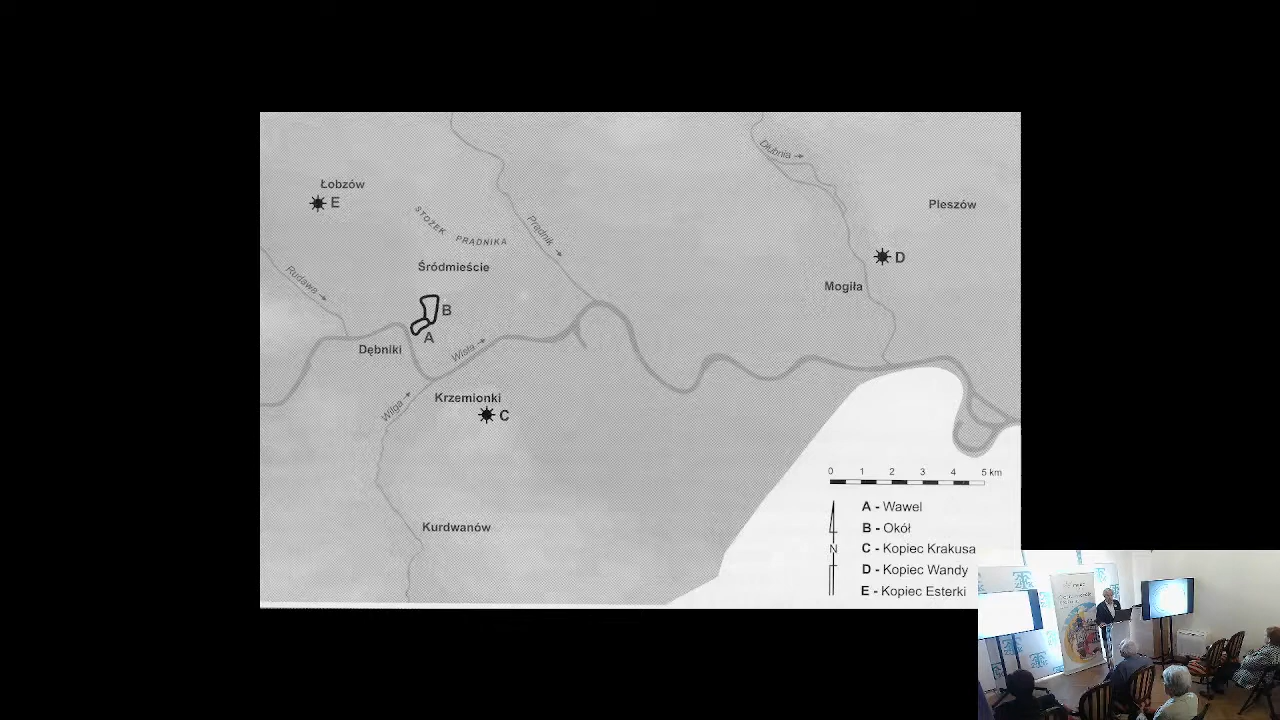 Dłubnia
Łobzów
E
Pleszów
STOŻEK PRĄDNIKA
Prądnik
Śródmieście
D
Rudawa
Mogiła
B
A
Dębniki
Wisła
Krzemionki
Wilga
C
0 1 2 3 4 5 km
A - Wawel
B - Okół
Kurdwanów
N
C - Kopiec Krakusa
D - Kopiec Wandy
E - Kopiec Esterki